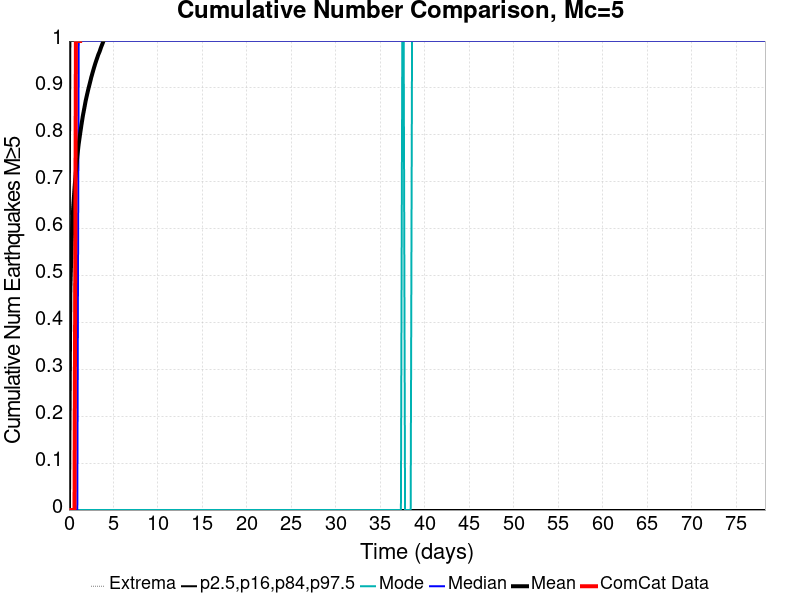 Cumulative Number Comparison, Mc=5
Cumulative Num Earthquakes M≥5
1
0.9
0.8
0.7
0.6
0.5
0.4
0.3
0.2
0.1
0
0 5 10 15 20 25 30 35 40 45 50 55 60 65 70 75
Time (days)
Extrema p2.5,p16,p84,p97.5 Mode Median Mean ComCat Data